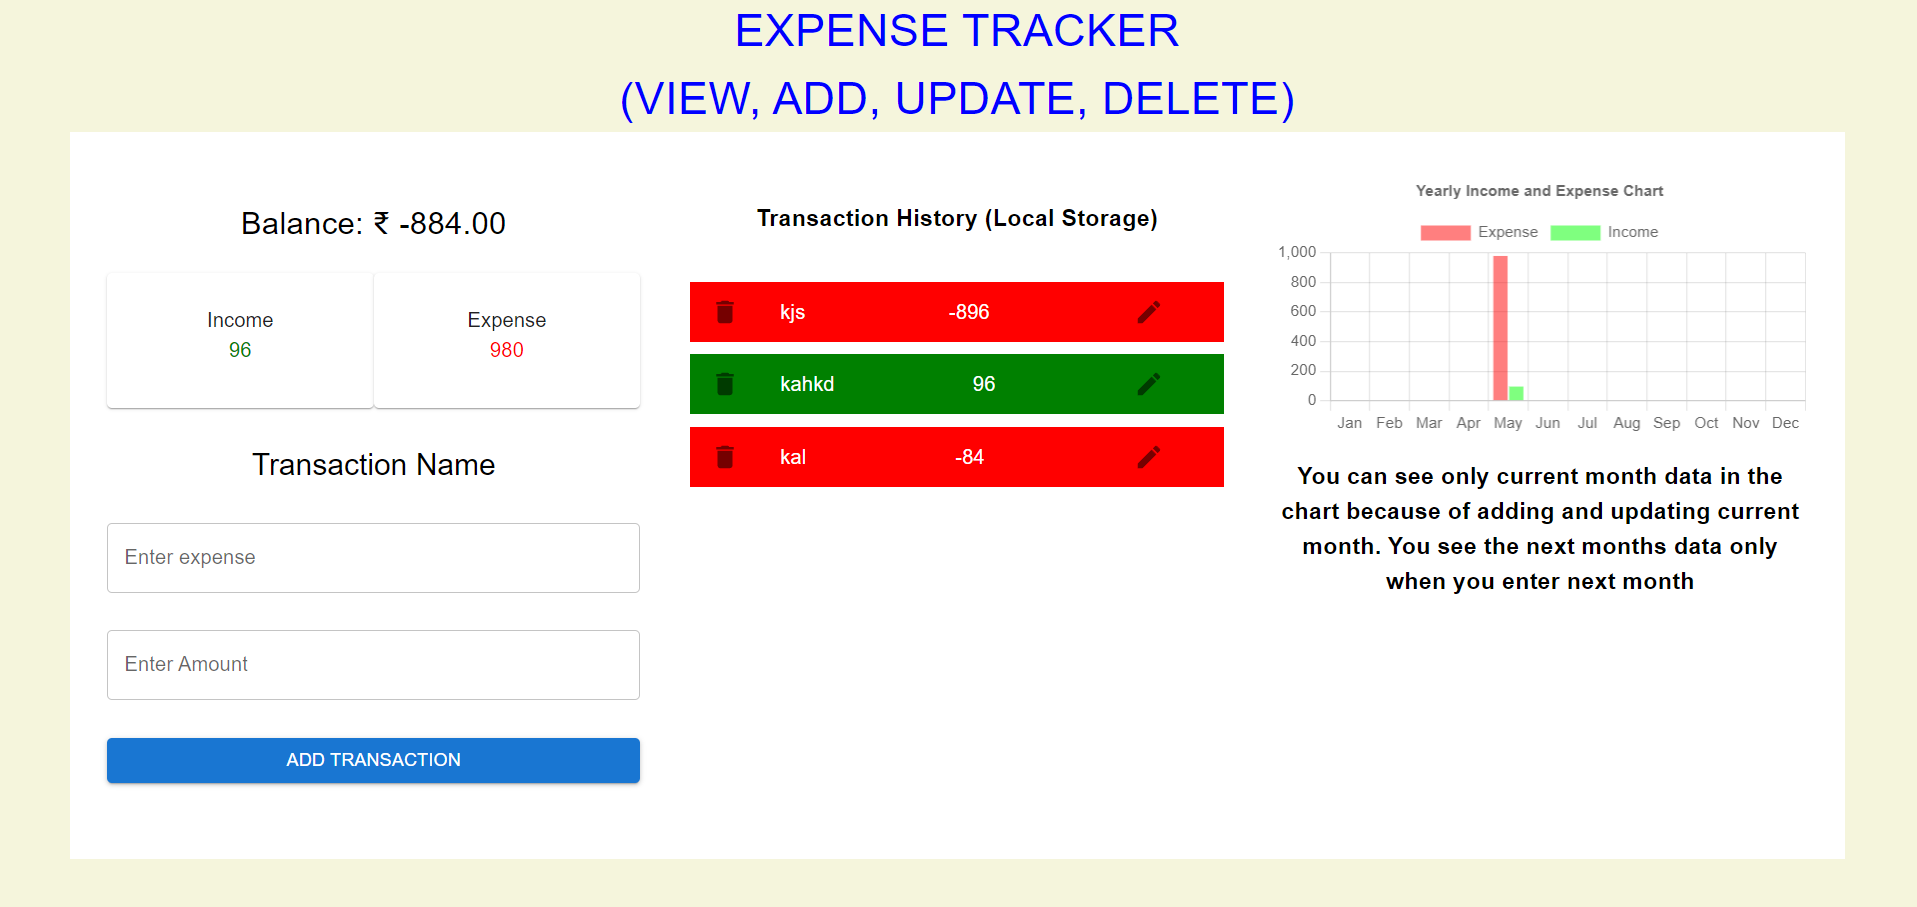 EXPENSE TRACKER
(VIEW, ADD, UPDATE, DELETE)
Balance: ₹ -884.00
Income
96
Expense
980
Transaction Name
Enter expense
Enter Amount
ADD TRANSACTION
Transaction History (Local Storage)
kjs -896
kahkd 96
kal -84
Yearly Income and Expense Chart
Expense Income
1,000
800
600
400
200
0
Jan Feb Mar Apr May Jun Jul Aug Sep Oct Nov Dec
You can see only current month data in the
chart because of adding and updating current
month. You see the next months data only
when you enter next month